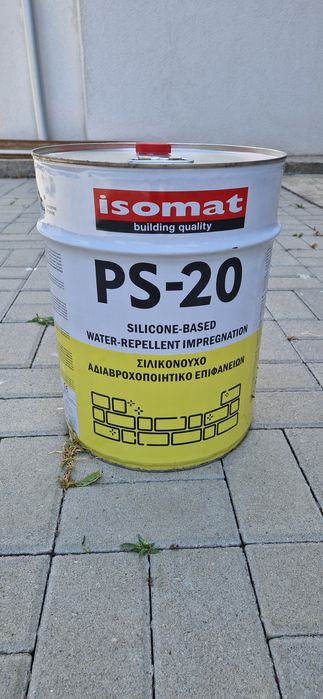 isomat
building quality
PS-20
SILICONE-BASED
WATER-REPELLENT IMPREGNATION
ΣΙΛΙΚΟΝΟΥΧΟ
ΑΔΙΑΒΡΟΧΟΠΟΙΗΤΙΚΟ ΕΠΙΦΑΝΕΙΩΝ